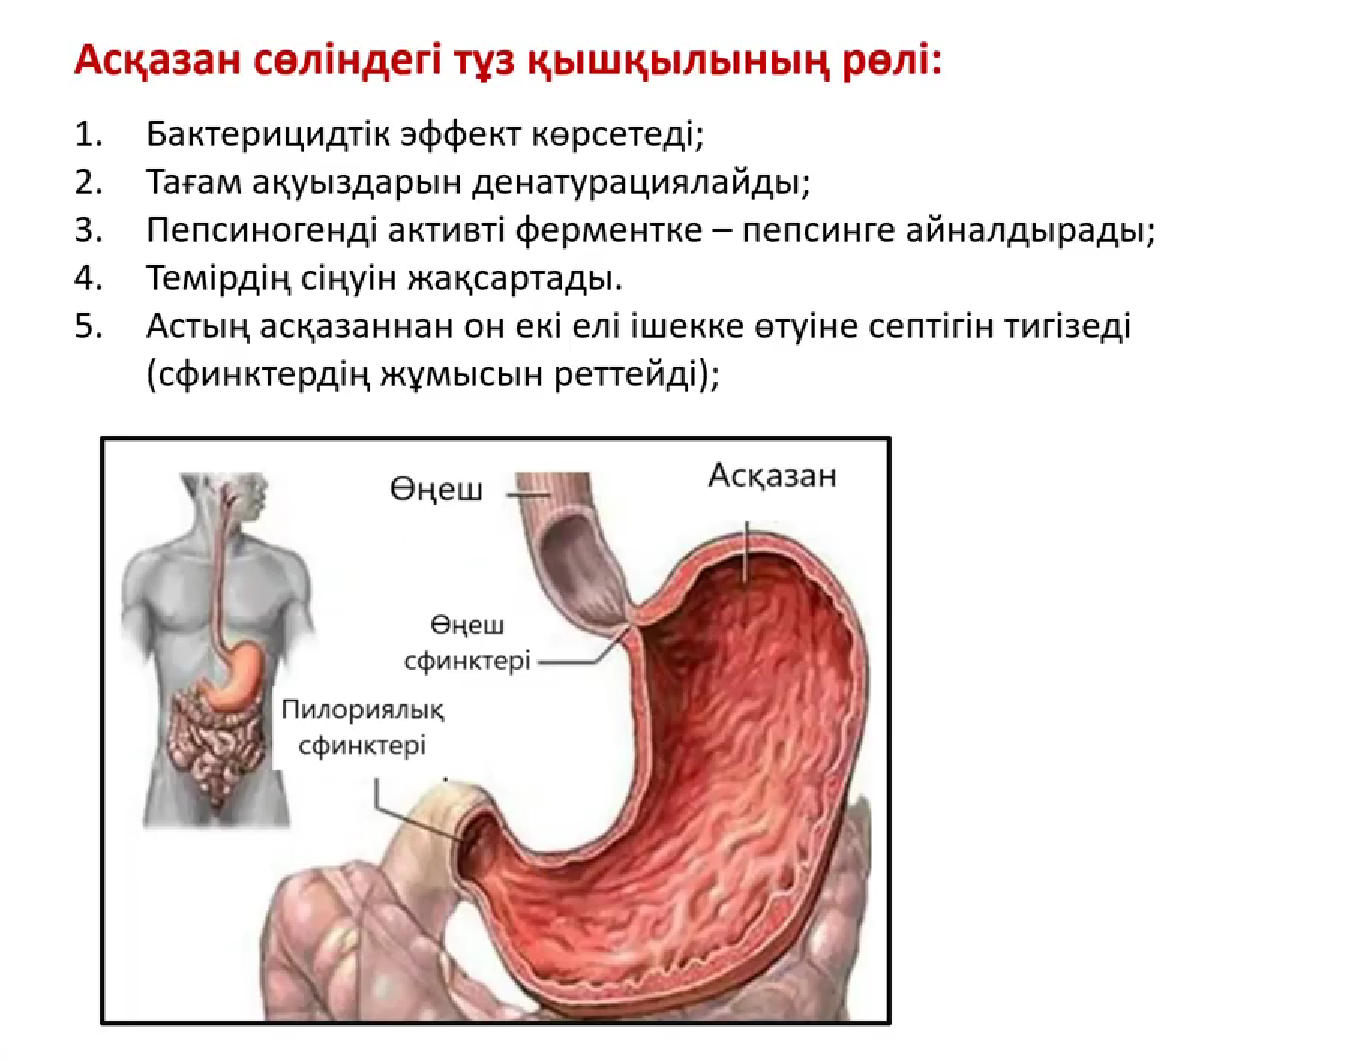 Асқазан сөліндегі тұз қышқылының рөлі:
1. Бактерицидтік эффект көрсетеді;
2. Тағам ақуыздарын денатурациялайды;
3. Пепсиногенді активті ферментке – пепсинге айналдырады;
4. Темірдің сіңуін жақсартады.
5. Астың асқазаннан он екі елі ішекке өтуіне септігін тигізеді
(сфинктердің жұмысын реттейді);
Өңеш
Асқазан
Өңеш
сфинктері
Пилориялық
сфинктері